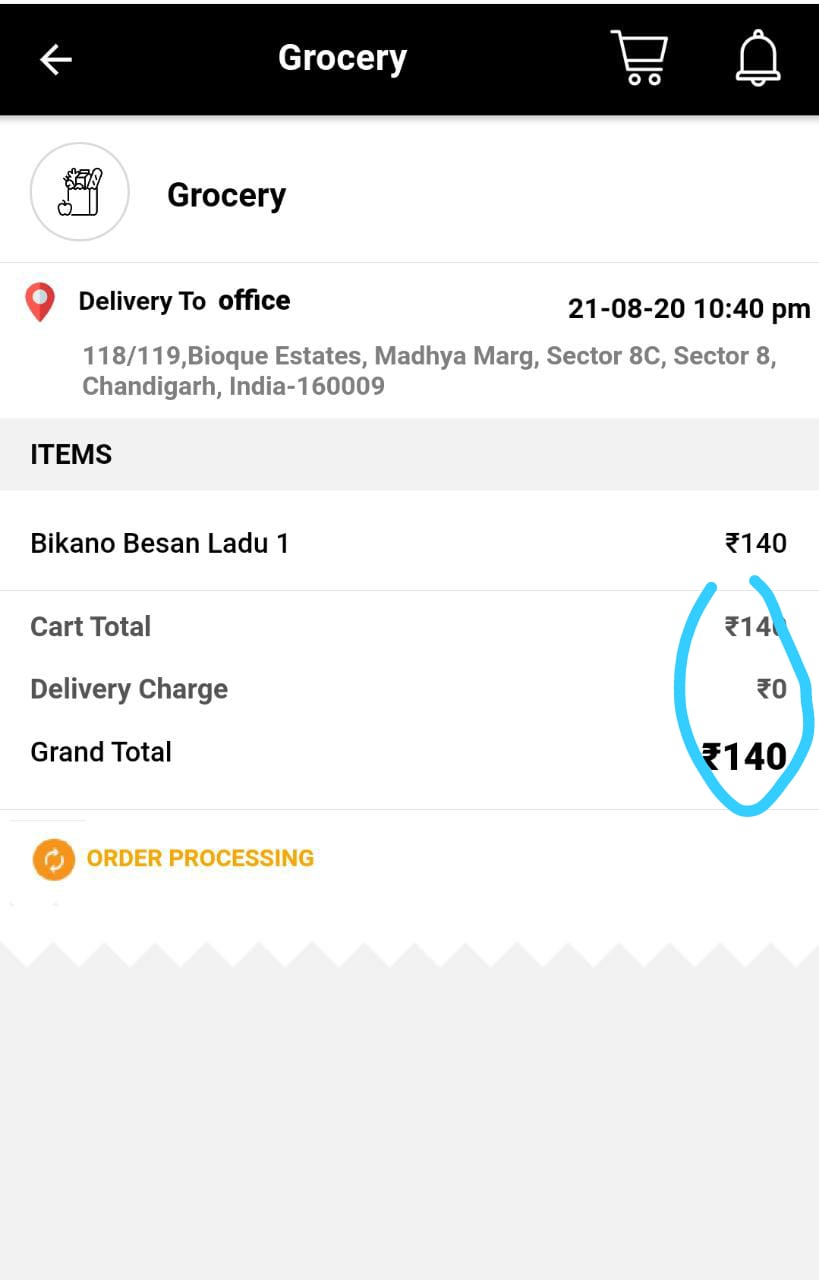 Grocery
Grocery
Delivery To office
21-08-20 10:40 pm
118/119,Bioque Estates, Madhya Marg, Sector 8C, Sector 8,
Chandigarh, India-160009
ITEMS
Bikano Besan Ladu 1 ₹140
Cart Total ₹140
Delivery Charge ₹0
Grand Total ₹140
ORDER PROCESSING